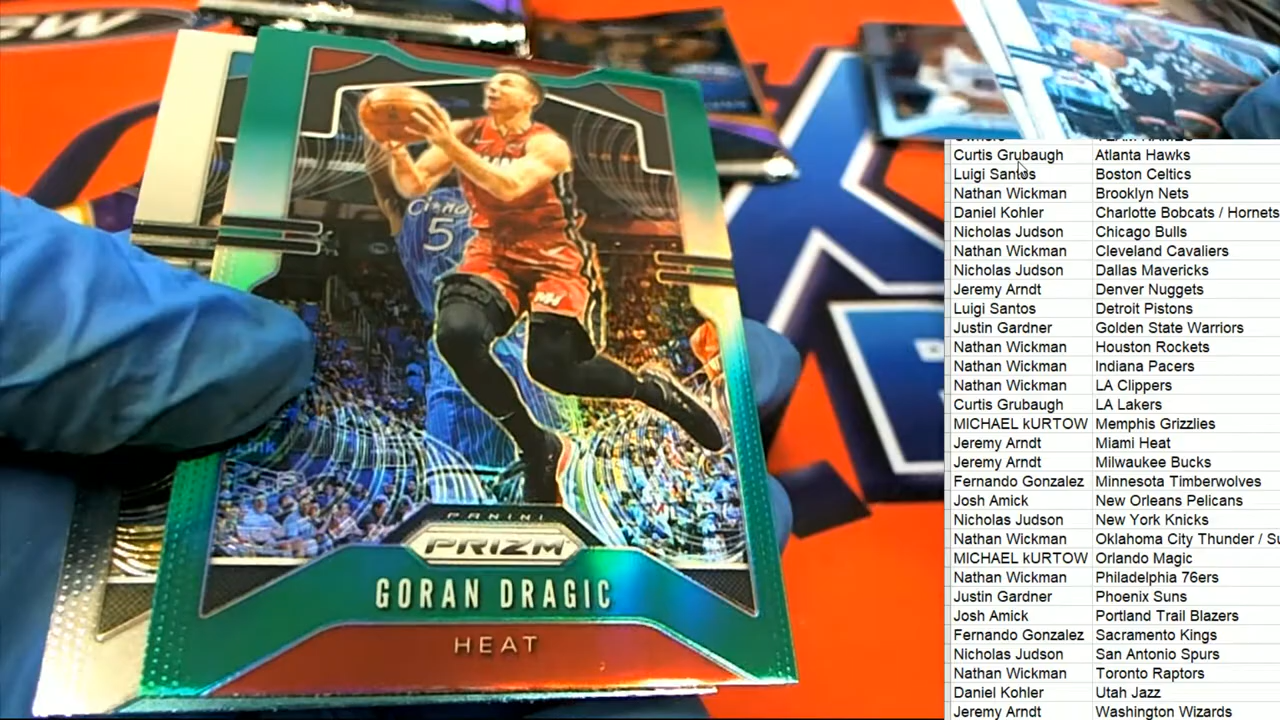 5
PANINI
PRIZM
GORAN DRAGIC
HEAT
Curtis Grubaugh Atlanta Hawks
Luigi Santos Boston Celtics
Nathan Wickman Brooklyn Nets
Daniel Kohler Charlotte Bobcats / Hornets
Nicholas Judson Chicago Bulls
Nathan Wickman Cleveland Cavaliers
Nicholas Judson Dallas Mavericks
Jeremy Arndt Denver Nuggets
Luigi Santos Detroit Pistons
Justin Gardner Golden State Warriors
Nathan Wickman Houston Rockets
Nathan Wickman Indiana Pacers
Nathan Wickman LA Clippers
Curtis Grubaugh LA Lakers
MICHAEL kURTOW Memphis Grizzlies
Jeremy Arndt Miami Heat
Jeremy Arndt Milwaukee Bucks
Fernando Gonzalez Minnesota Timberwolves
Josh Amick New Orleans Pelicans
Nicholas Judson New York Knicks
Nathan Wickman Oklahoma City Thunder / Su
MICHAEL kURTOW Orlando Magic
Nathan Wickman Philadelphia 76ers
Justin Gardner Phoenix Suns
Josh Amick Portland Trail Blazers
Fernando Gonzalez Sacramento Kings
Nicholas Judson San Antonio Spurs
Nathan Wickman Toronto Raptors
Daniel Kohler Utah Jazz
Jeremy Arndt Washington Wizards